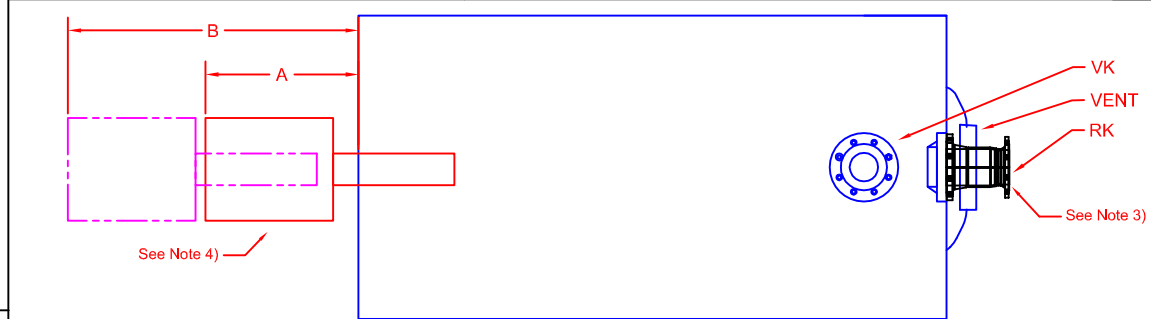 B
A
VK
VENT
RK
See Note 3)
See Note 4)